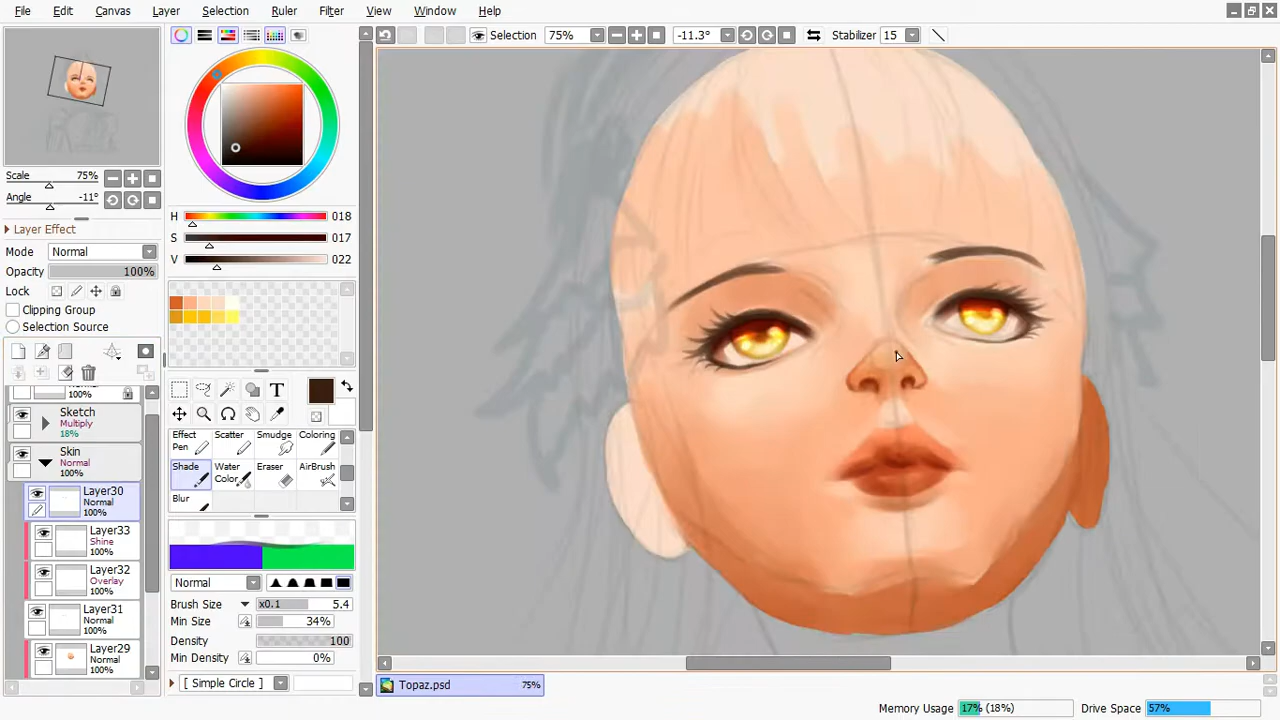 File Edit Canvas Layer Selection Ruler Filter View Window Help
Selection 75% -11.3° Stabilizer 15
Scale 75%
Angle -11°
Layer Effect
Mode Normal
Opacity 100%
Lock
Clipping Group
Selection Source
100%
Sketch
Multiply
18%
Skin
Normal
100%
Layer30
Normal
100%
Layer33
Shine
100%
Layer32
Overlay
100%
Layer31
Normal
100%
Layer29
Normal
100%
H 018
S 017
V 022
T
Effect Pen Scatter Smudge Coloring
Shade Water Color Eraser AirBrush
Blur
Normal
Brush Size x0.1 5.4
Min Size 34%
Density 100
Min Density 0%
[ Simple Circle ]
Topaz.psd 75%
Memory Usage 17% (18%) Drive Space 57%